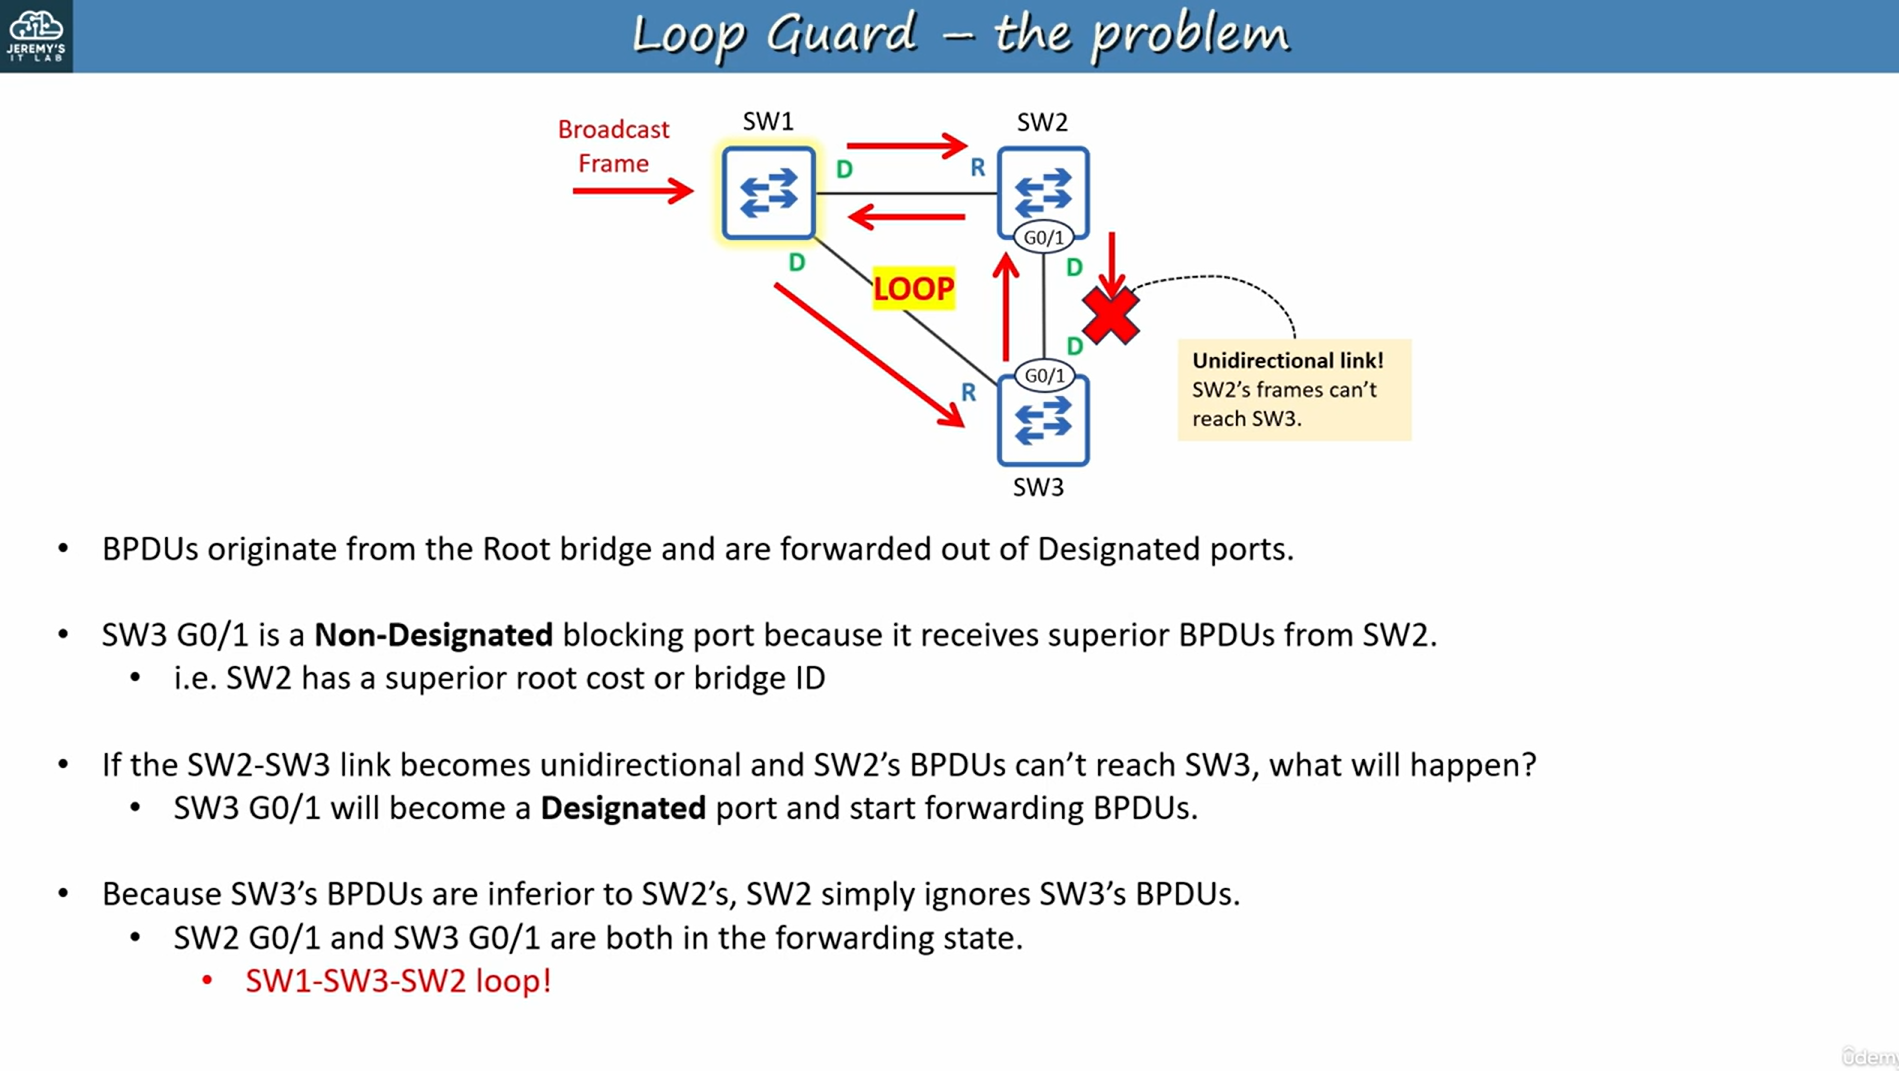 JEREMY'S
IT LAB
Loop Guard – the problem
Broadcast
Frame
SW1
SW2
D
R
G0/1
D
D
LOOP
D
R
G0/1
SW3
Unidirectional link!
SW2's frames can't
reach SW3.
• BPDUs originate from the Root bridge and are forwarded out of Designated ports.
• SW3 G0/1 is a Non-Designated blocking port because it receives superior BPDUs from SW2.
• i.e. SW2 has a superior root cost or bridge ID
• If the SW2-SW3 link becomes unidirectional and SW2's BPDUs can't reach SW3, what will happen?
• SW3 G0/1 will become a Designated port and start forwarding BPDUs.
• Because SW3's BPDUs are inferior to SW2's, SW2 simply ignores SW3's BPDUs.
• SW2 G0/1 and SW3 G0/1 are both in the forwarding state.
• SW1-SW3-SW2 loop!
ûdemy